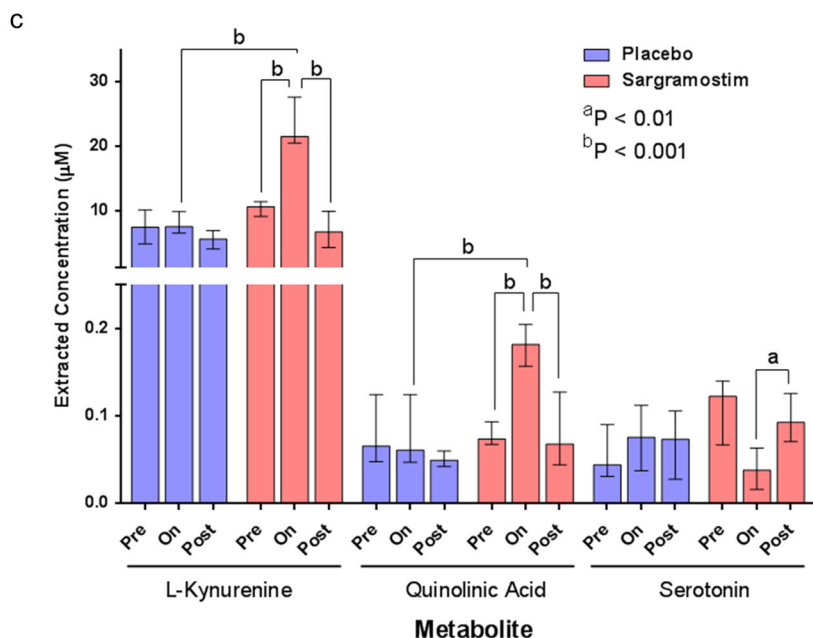 c
b
b
b
Placebo
Sargramostim
aP < 0.01
bP < 0.001
Extracted Concentration (μM)
30
20
10
0.2
0.1
0.0
b
b
b
a
Pre On Post Pre On Post Pre On Post Pre On Post Pre On Post Pre On Post
L-Kynurenine Quinolinic Acid Serotonin
Metabolite